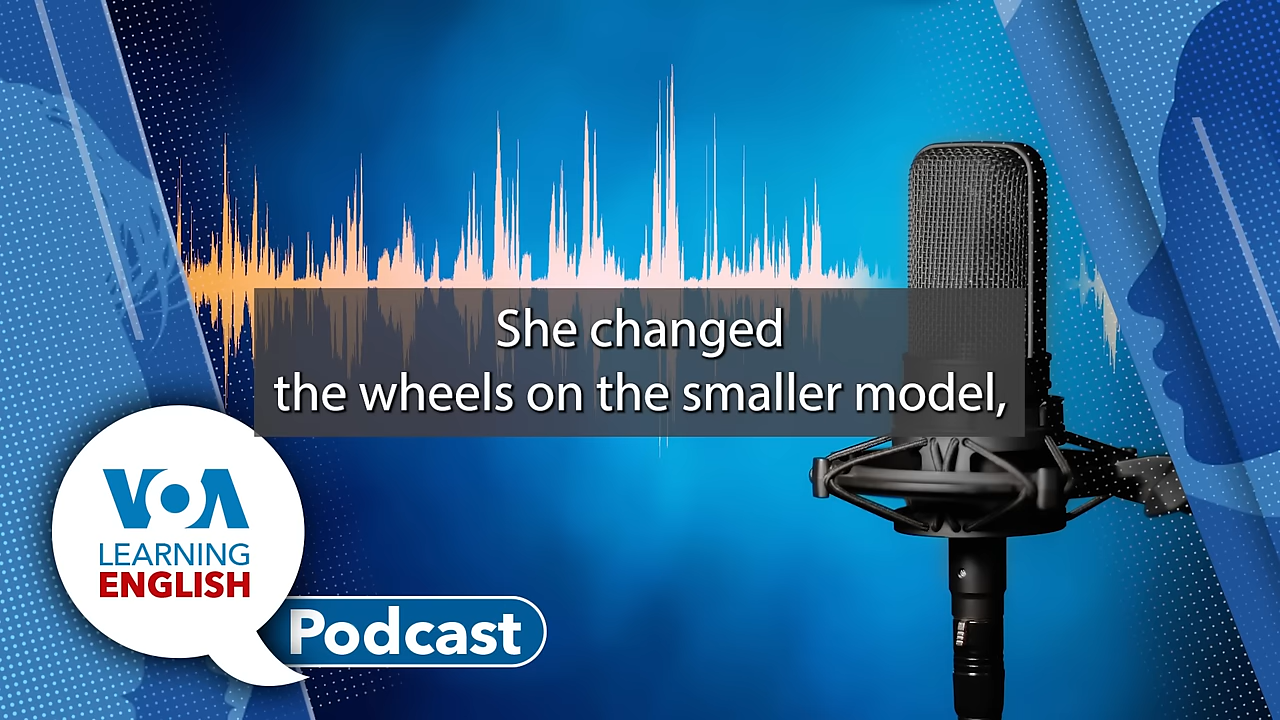 She changed
the wheels on the smaller model,
VOA
LEARNING
ENGLISH
Podcast